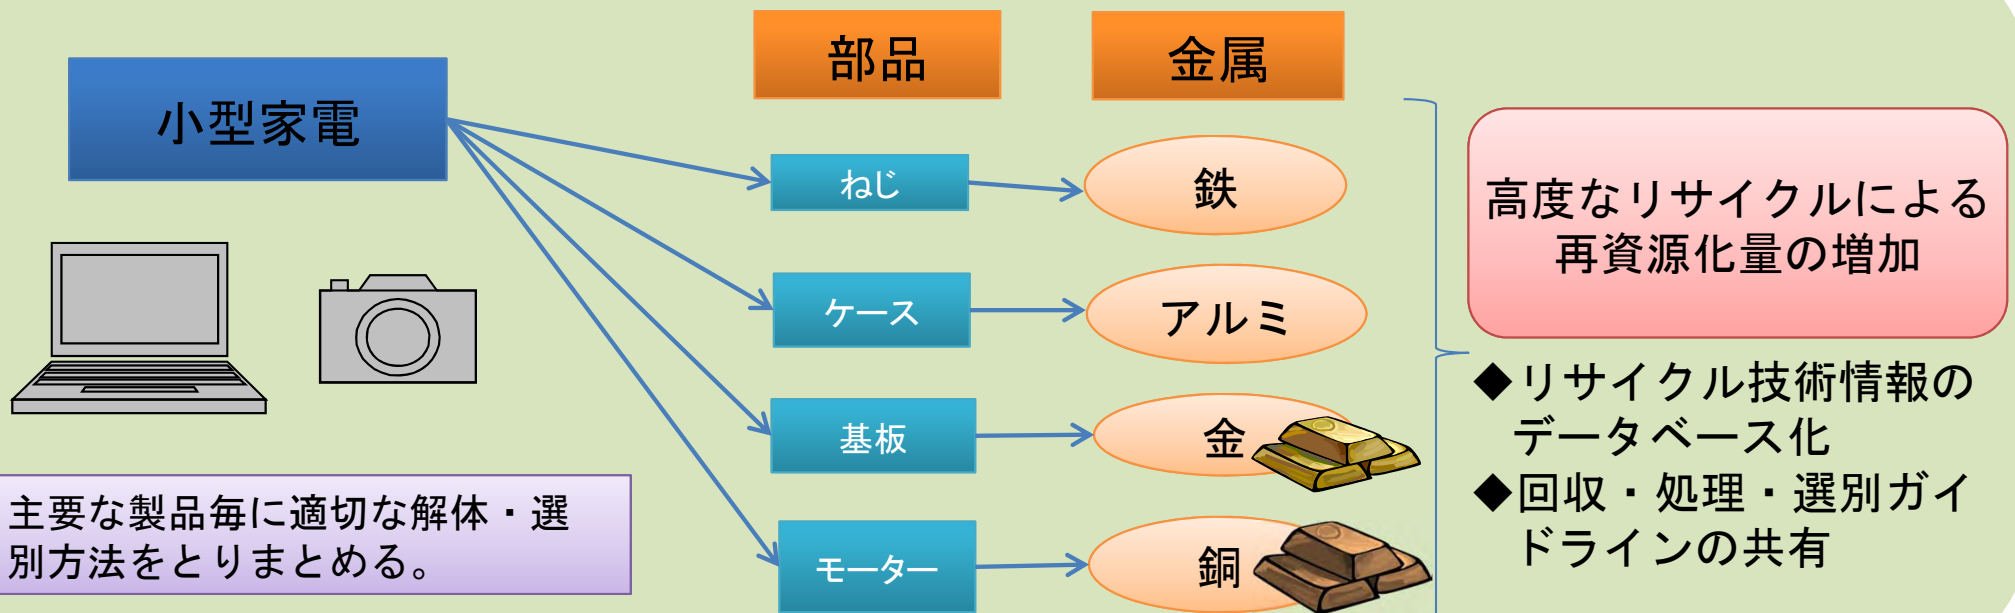 部品
金属
小型家電
ねじ
鉄
ケース
アルミ
基板
金
モーター
銅
主要な製品毎に適切な解体・選
別方法をとりまとめる。
高度なリサイクルによる
再資源化量の増加
◆リサイクル技術情報の
データベース化
◆回収・処理・選別ガイ
ドラインの共有